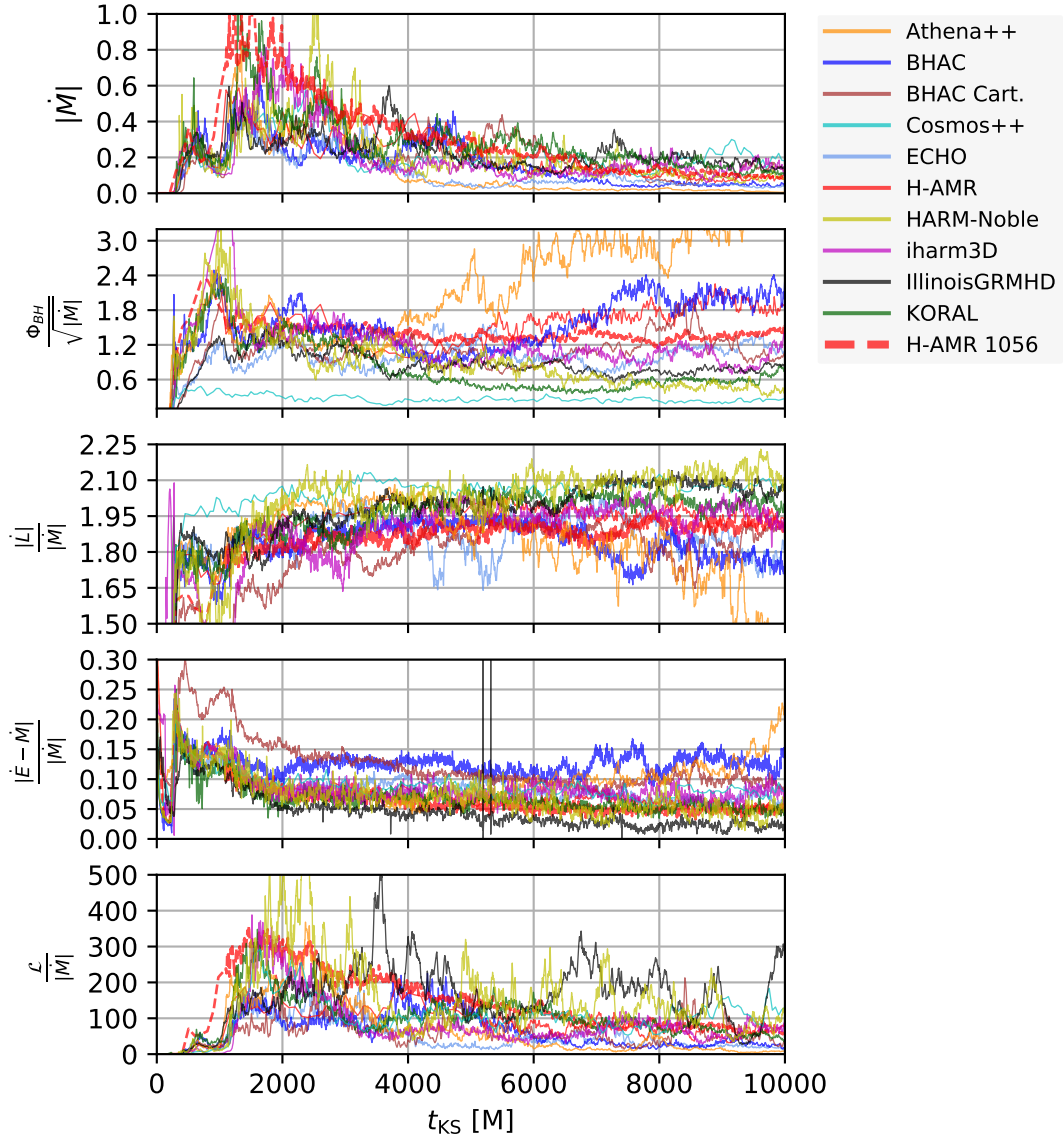 1.0
0.8
0.6
0.4
0.2
0.0
|Ṁ|
3.0
2.4
1.8
1.2
0.6
Φ_BH / √|Ṁ|
2.25
2.10
1.95
1.80
1.65
1.50
|L̇| / |Ṁ|
0.30
0.25
0.20
0.15
0.10
0.05
0.00
|Ė − Ṁ| / |Ṁ|
500
400
300
200
100
0
ℒ / |Ṁ|
0 2000 4000 6000 8000 10000
t_KS [M]
Athena++
BHAC
BHAC Cart.
Cosmos++
ECHO
H-AMR
HARM-Noble
iharm3D
IllinoisGRMHD
KORAL
H-AMR 1056